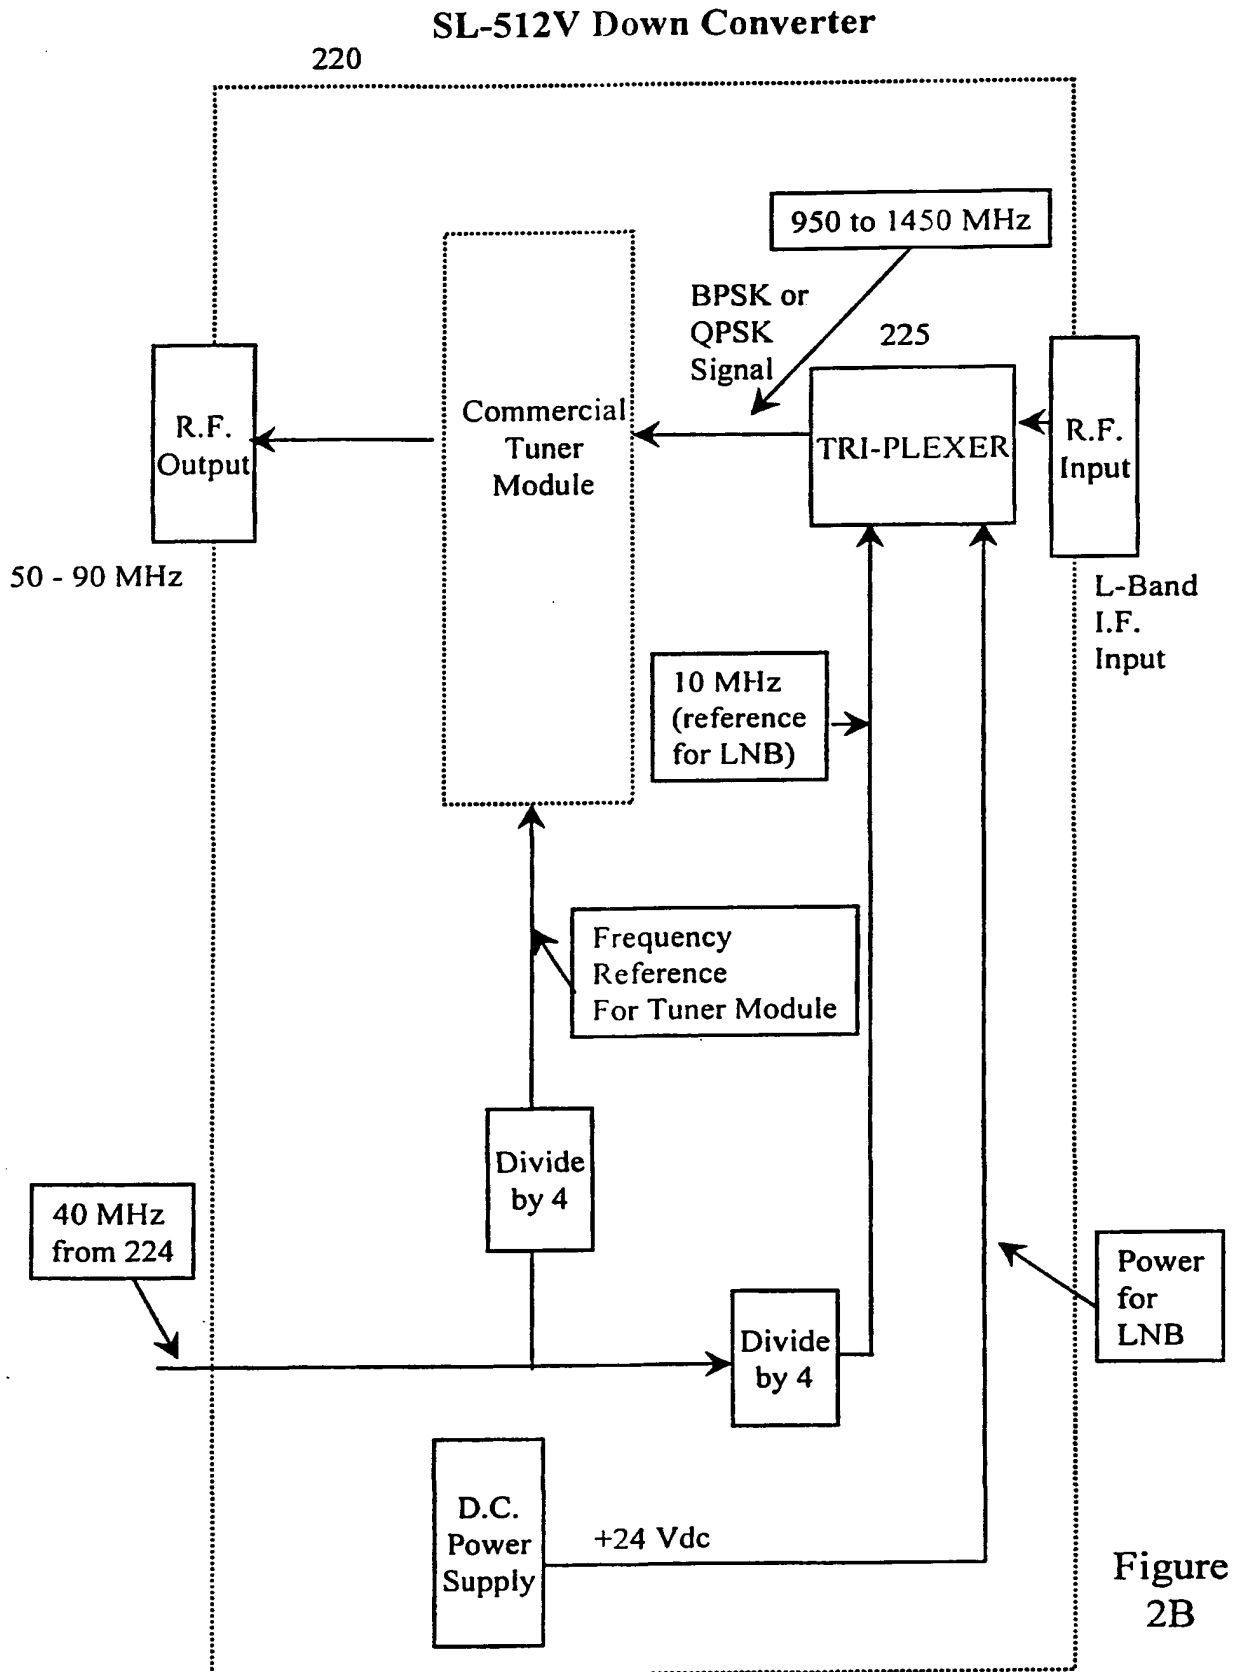 SL-512V Down Converter
220
950 to 1450 MHz
BPSK or
QPSK
Signal
225
R.F.
Output
Commercial
Tuner
Module
TRI-PLEXER
R.F.
Input
50 - 90 MHz
L-Band
I.F.
Input
10 MHz
(reference
for LNB)
Frequency
Reference
For Tuner Module
Divide
by 4
40 MHz
from 224
Power
for
LNB
Divide
by 4
D.C.
Power
Supply
+24 Vdc
Figure
2B